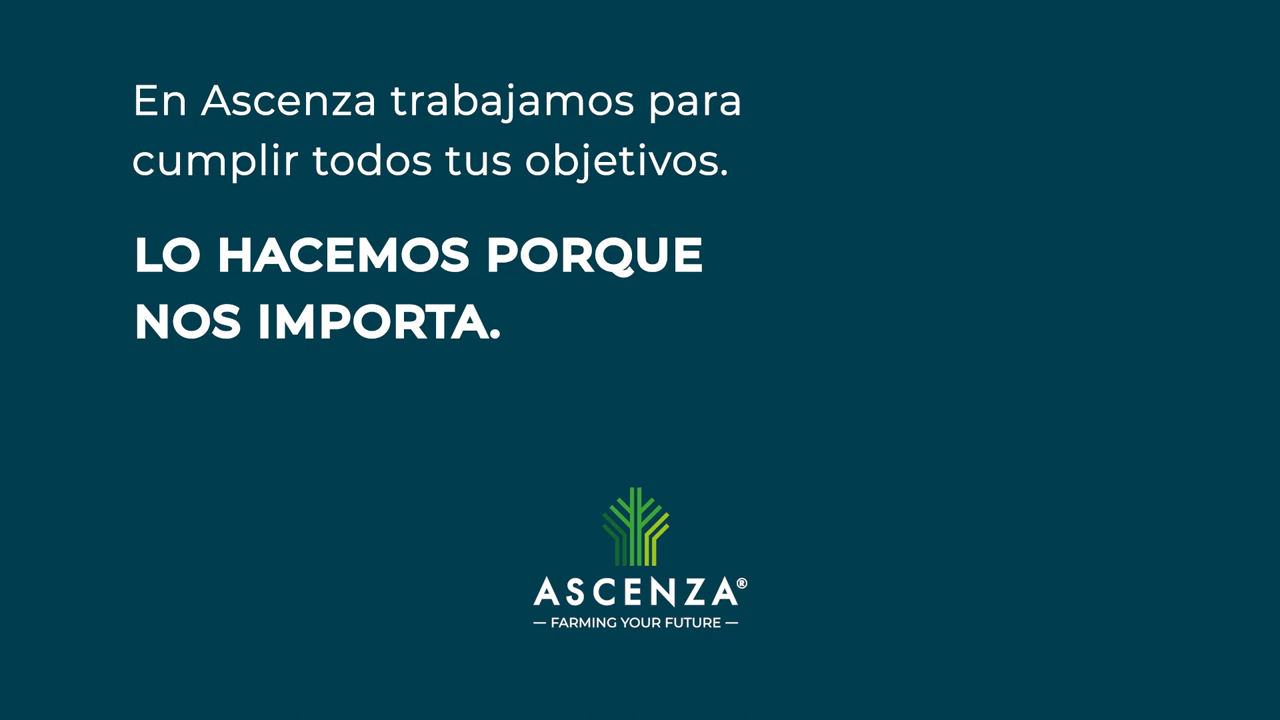 En Ascenza trabajamos para
cumplir todos tus objetivos.
LO HACEMOS PORQUE
NOS IMPORTA.
ASCENZA®
— FARMING YOUR FUTURE —